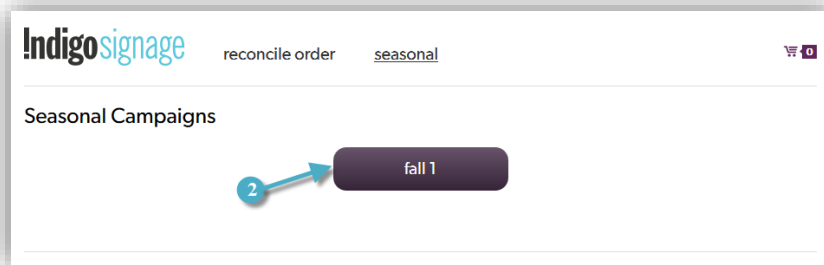 Indigosignage
reconcile order
seasonal
0
Seasonal Campaigns
fall 1
2